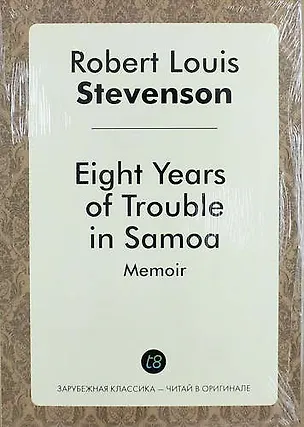 Robert Louis
Stevenson
Eight Years
of Trouble
in Samoa
Memoir
t8
ЗАРУБЕЖНАЯ КЛАССИКА — ЧИТАЙ В ОРИГИНАЛЕ